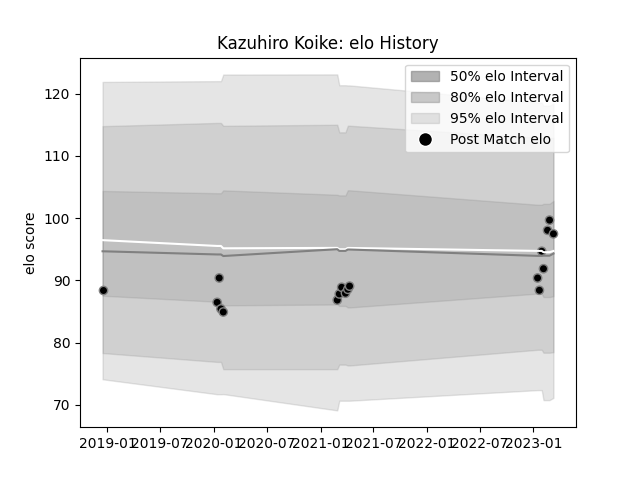 Kazuhiro Koike: elo History
50% elo Interval
80% elo Interval
95% elo Interval
Post Match elo
elo score
120
110
100
90
80
70
2019-01 2019-07 2020-01 2020-07 2021-01 2021-07 2022-01 2022-07 2023-01